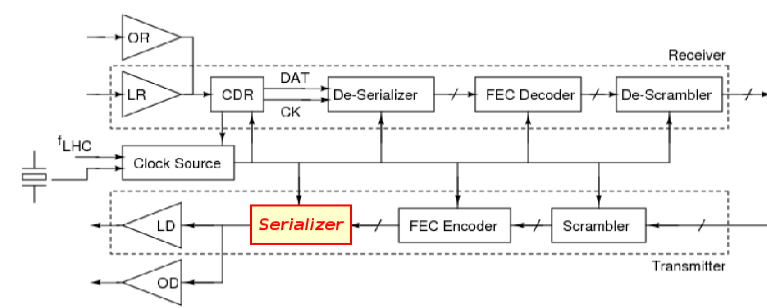 OR
Receiver
LR
CDR
DAT
CK
De-Serializer
FEC Decoder
De-Scrambler
fLHC
Clock Source
LD
Serializer
FEC Encoder
Scrambler
Transmitter
OD